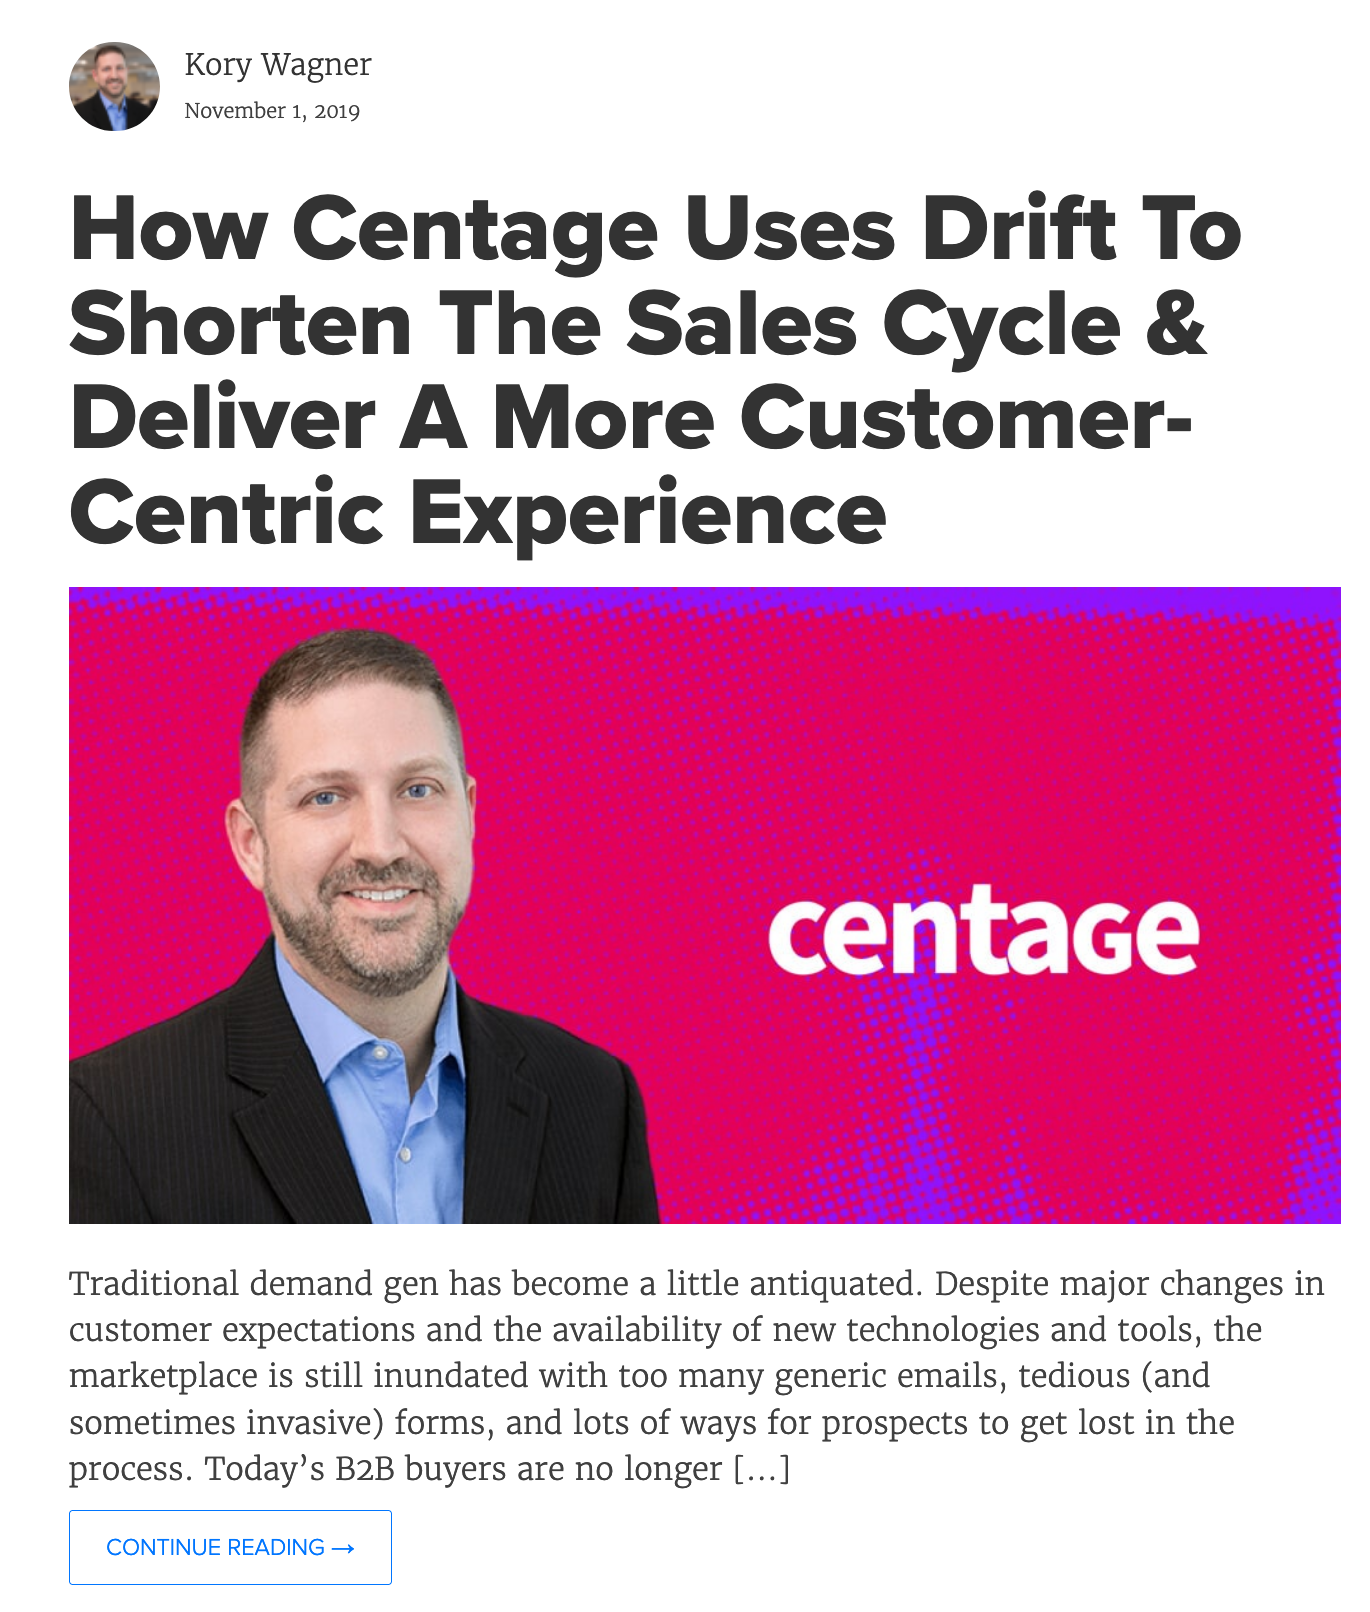 Kory Wagner
November 1, 2019
How Centage Uses Drift To
Shorten The Sales Cycle &
Deliver A More Customer-
Centric Experience
centaGe
Traditional demand gen has become a little antiquated. Despite major changes in
customer expectations and the availability of new technologies and tools, the
marketplace is still inundated with too many generic emails, tedious (and
sometimes invasive) forms, and lots of ways for prospects to get lost in the
process. Today’s B2B buyers are no longer [...]
CONTINUE READING →